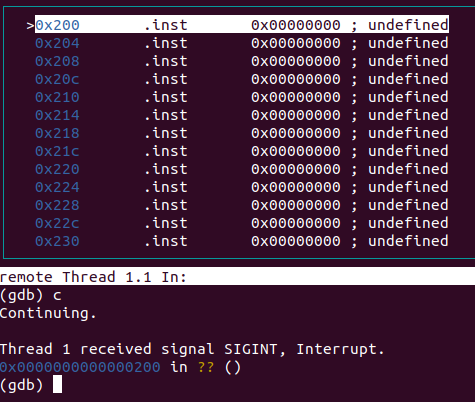 >0x200 .inst 0x00000000 ; undefined
0x204 .inst 0x00000000 ; undefined
0x208 .inst 0x00000000 ; undefined
0x20c .inst 0x00000000 ; undefined
0x210 .inst 0x00000000 ; undefined
0x214 .inst 0x00000000 ; undefined
0x218 .inst 0x00000000 ; undefined
0x21c .inst 0x00000000 ; undefined
0x220 .inst 0x00000000 ; undefined
0x224 .inst 0x00000000 ; undefined
0x228 .inst 0x00000000 ; undefined
0x22c .inst 0x00000000 ; undefined
0x230 .inst 0x00000000 ; undefined
remote Thread 1.1 In:
(gdb) c
Continuing.
Thread 1 received signal SIGINT, Interrupt.
0x0000000000000200 in ?? ()
(gdb)